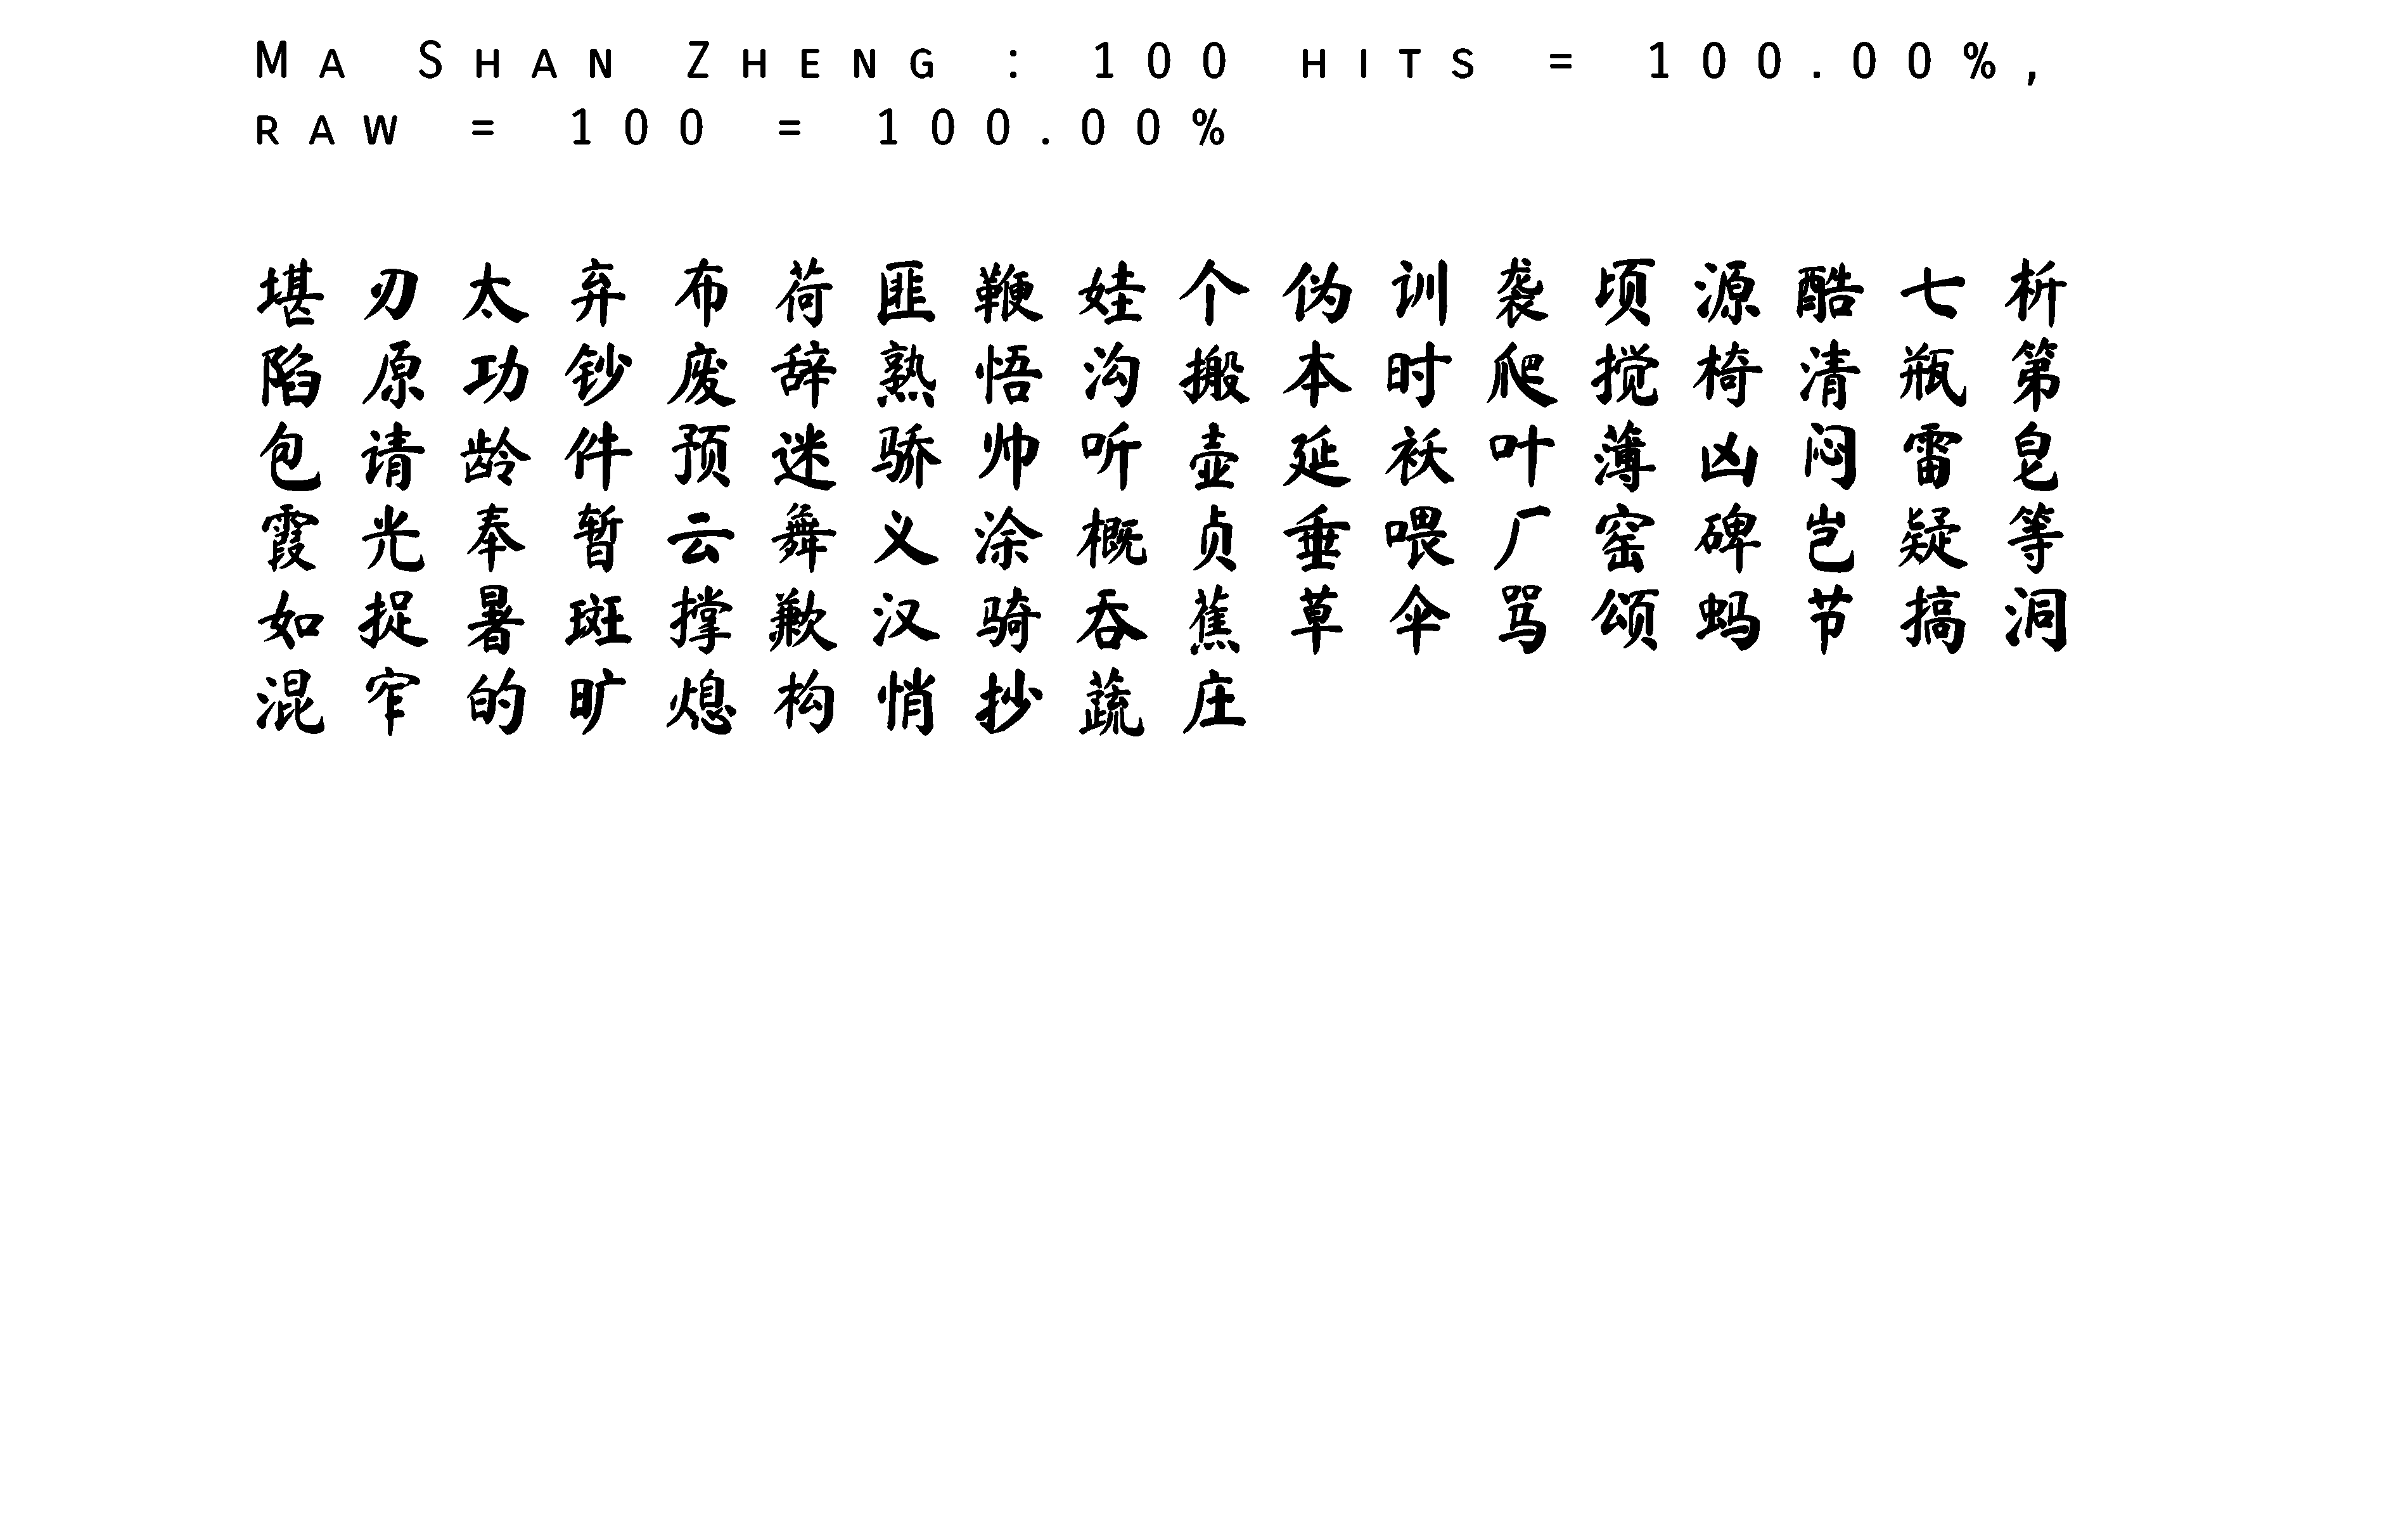 Ma Shan Zheng : 100 hits = 100.00%,
raw = 100 = 100.00%
堪刃太弃布荷匪鞭娃个伪训袭顷源酷七析
陷原功钞废辞熟悟沟搬本时爬搅椅清瓶第
包请龄件预迷骄帅听壶延袄叶薄凶闷雷皂
霞光奉暂云舞义涂概贞垂喂厂窑碑岂疑等
如捉暑斑撑歉汉骑吞蕉草伞骂颂蚂节搞洞
混窄的旷熄构悄抄蔬庄